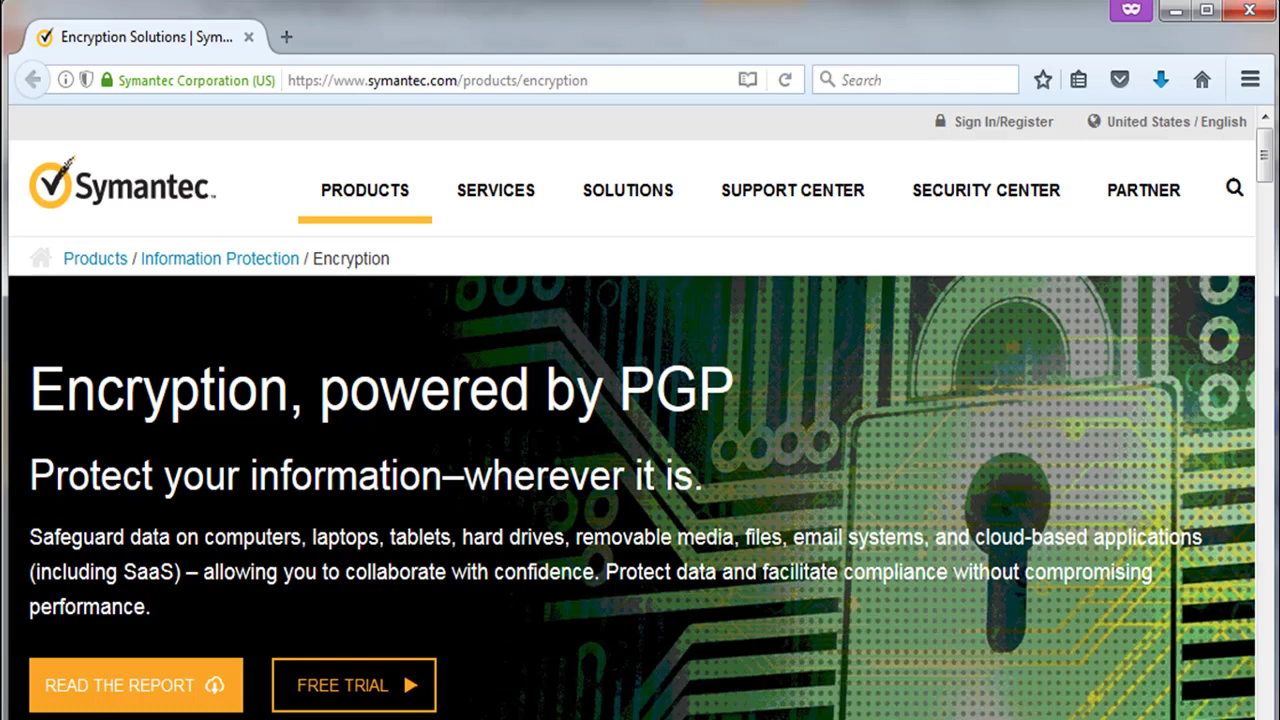 Encryption Solutions | Sym...
Symantec Corporation (US) https://www.symantec.com/products/encryption Search
Sign In/Register United States / English
Symantec™ PRODUCTS SERVICES SOLUTIONS SUPPORT CENTER SECURITY CENTER PARTNER
Products / Information Protection / Encryption
Encryption, powered by PGP
Protect your information–wherever it is.
Safeguard data on computers, laptops, tablets, hard drives, removable media, files, email systems, and cloud-based applications
(including SaaS) – allowing you to collaborate with confidence. Protect data and facilitate compliance without compromising
performance.
READ THE REPORT FREE TRIAL